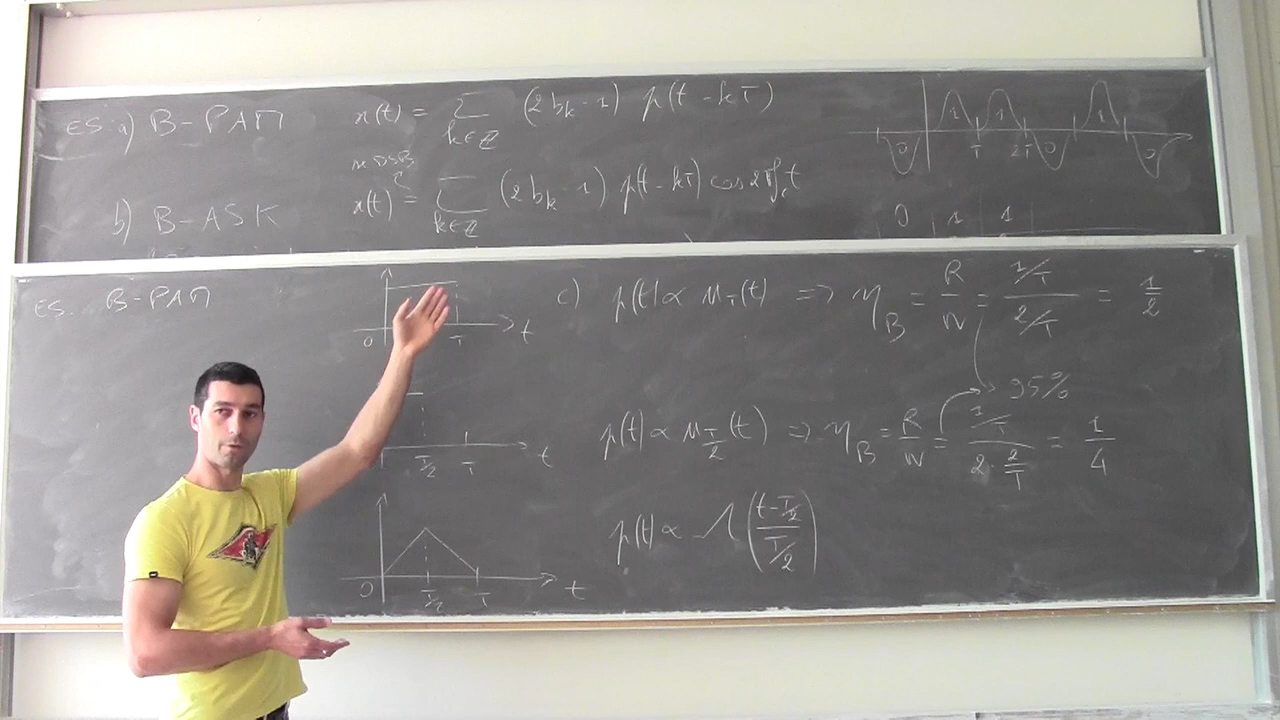 ES. a) B-PAM x(t) = ∑_{k∈ℤ} (2b_k-1) p(t-kT)
0 1 1 0 1 0
T 2T
x DSB
b) B-ASK x(t) = ∑_{k∈ℤ} (2b_k-1) p(t-kT) cos2πf_ct
0 1 1
ES. B-PAM
0 T t
c) p(t) ∝ u_T(t) ⇒ η_B = R/W = (1/T)/(2/T) = 1/2
95%
T/2 T t
p(t) ∝ u_{T/2}(t) ⇒ η_B = R/W = (1/T)/(2·2/T) = 1/4
0 T/2 T t
p(t) ∝ Λ((t-T/2)/(T/2))